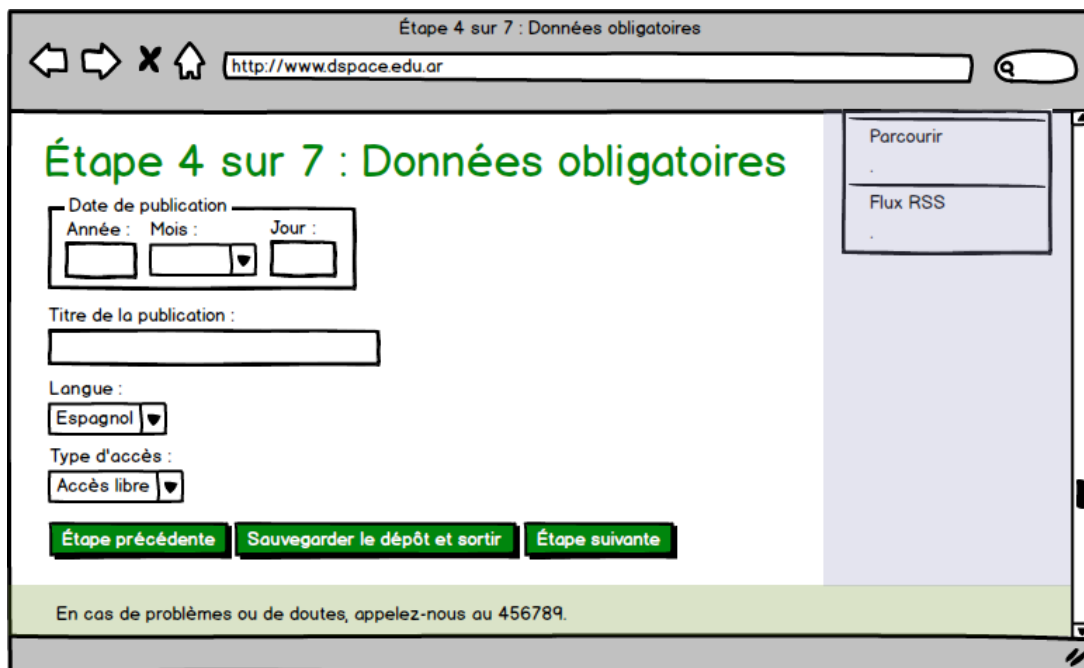 Étape 4 sur 7 : Données obligatoires
http://www.dspace.edu.ar
Étape 4 sur 7 : Données obligatoires
Date de publication
Année : Mois : Jour :
Titre de la publication :
Langue :
Espagnol
Type d'accès :
Accès libre
Étape précédente Sauvegarder le dépôt et sortir Étape suivante
Parcourir
.
Flux RSS
.
En cas de problèmes ou de doutes, appelez-nous au 456789.